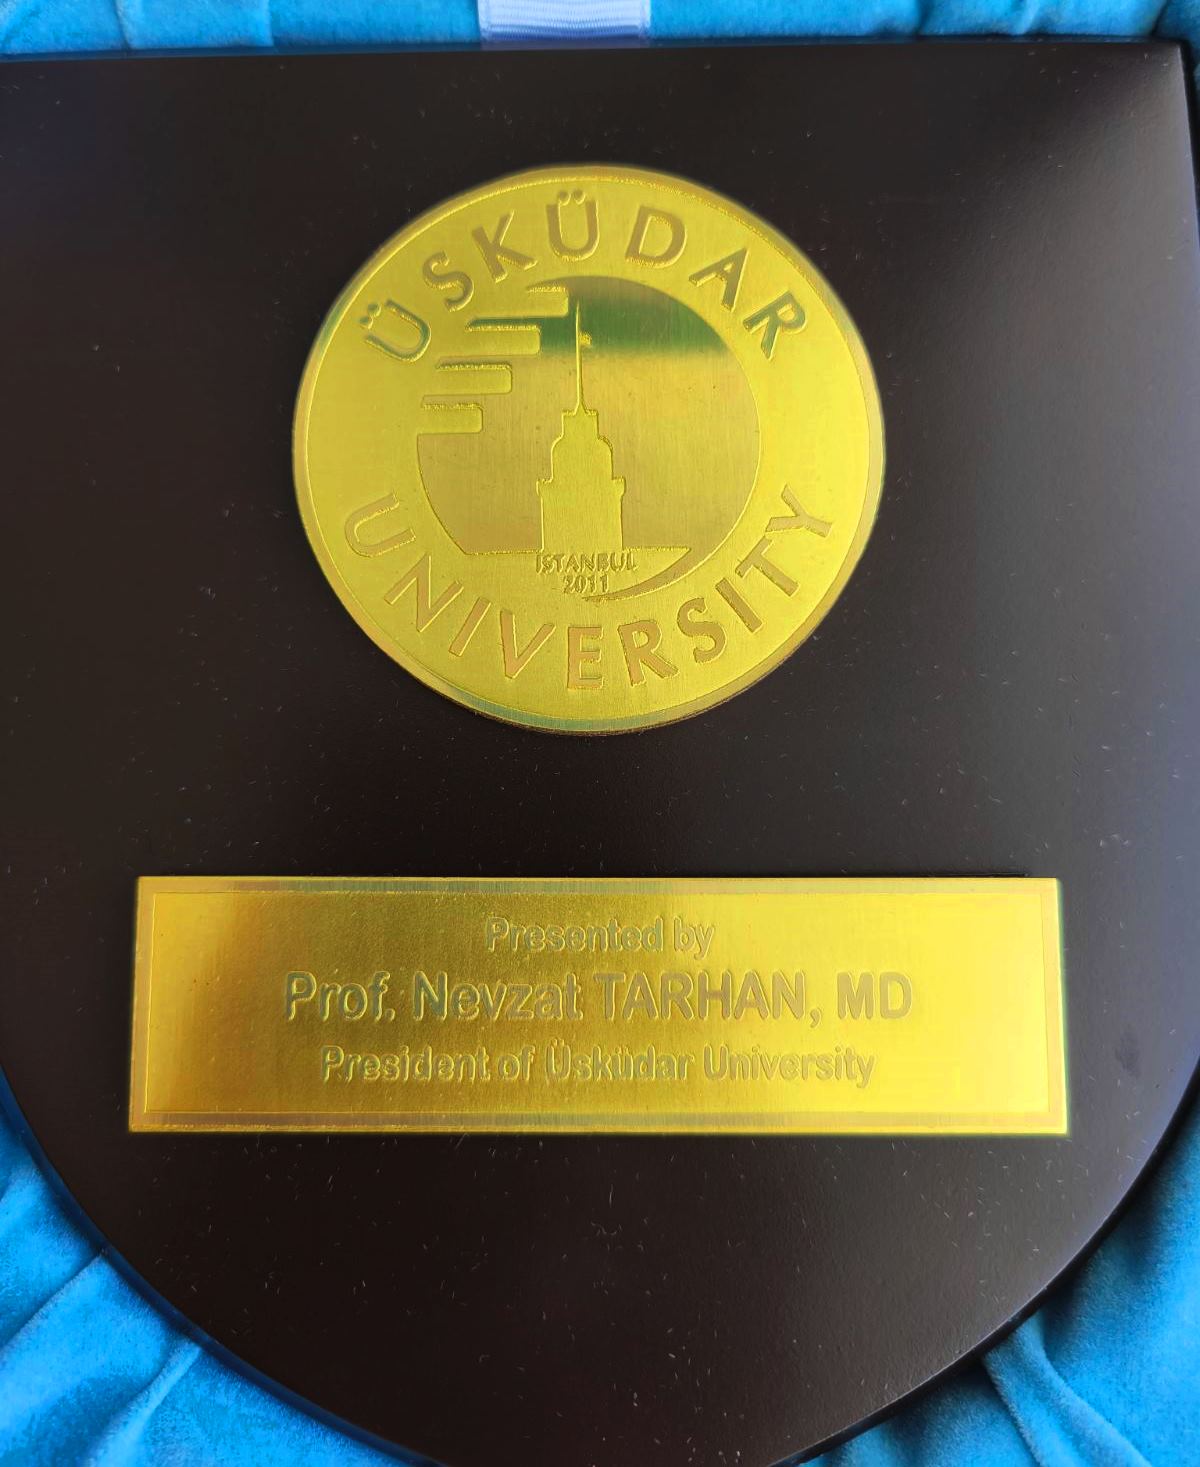 ÜSKÜDAR
UNIVERSITY
İSTANBUL
2011
Presented by
Prof. Nevzat TARHAN, MD
President of Üsküdar University